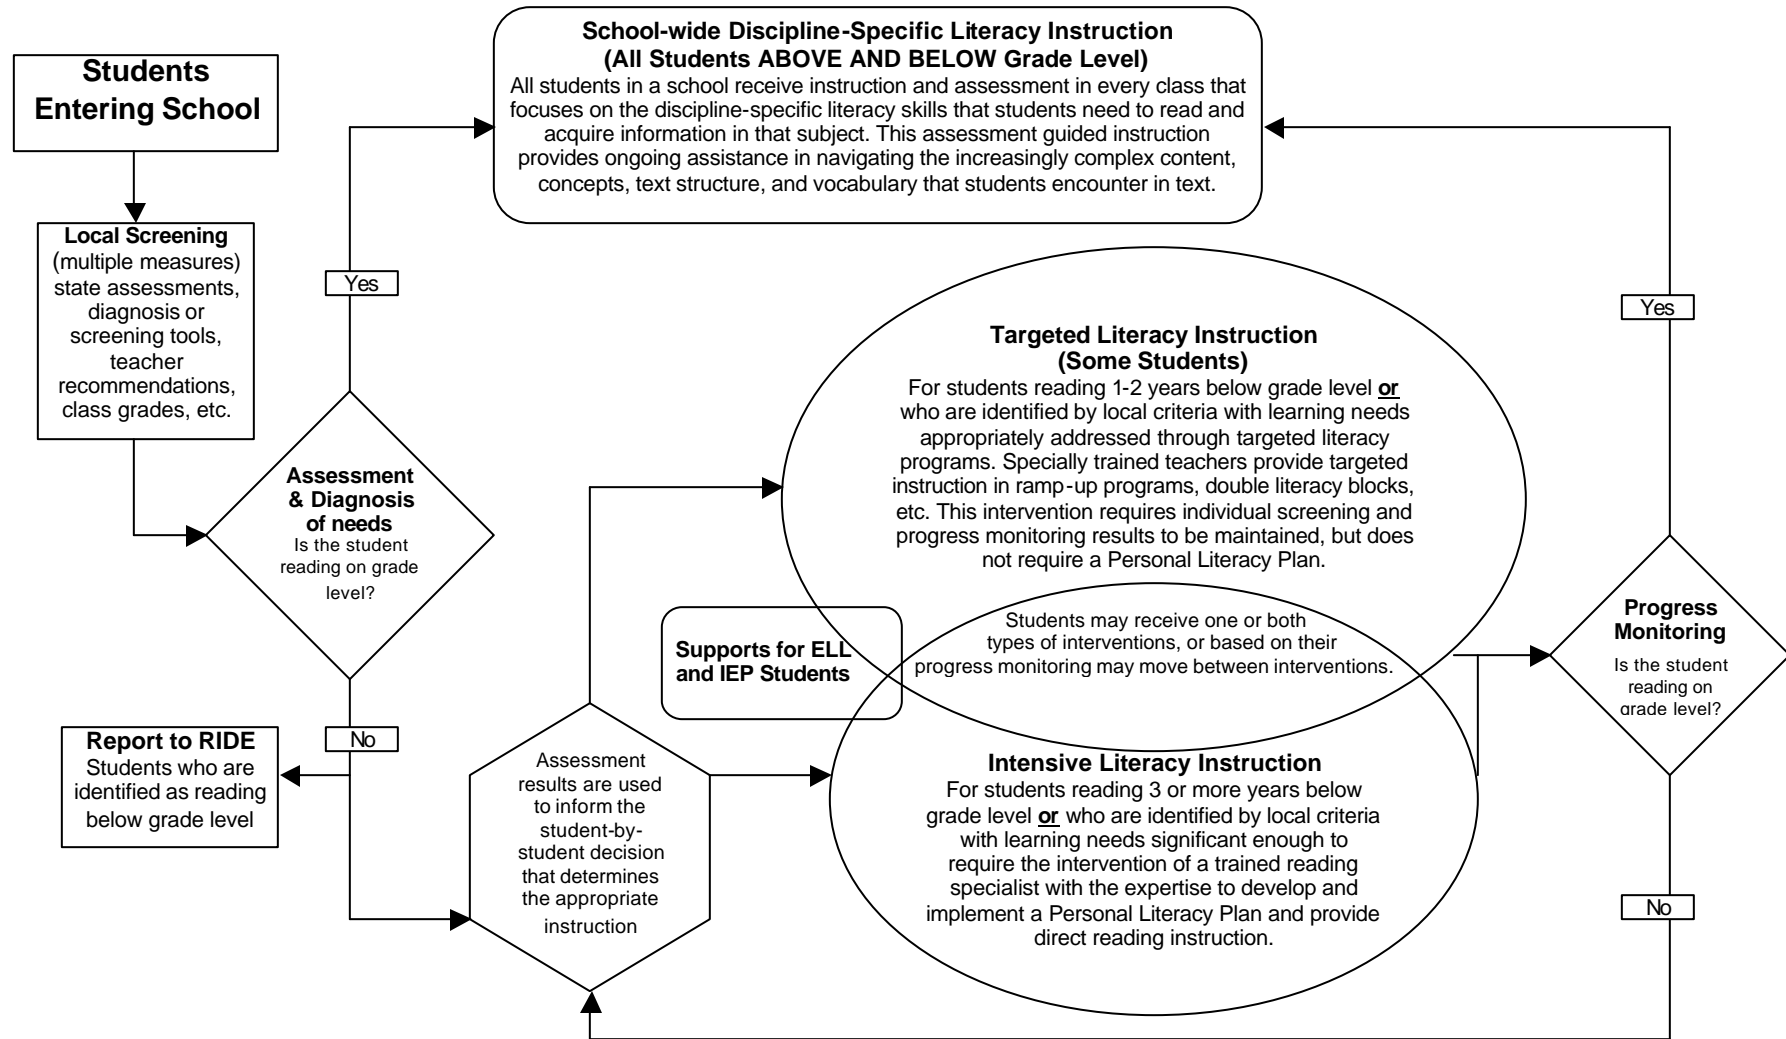 School-wide Discipline-Specific Literacy Instruction
(All Students ABOVE AND BELOW Grade Level)
All students in a school receive instruction and assessment in every class that
focuses on the discipline-specific literacy skills that students need to read and
acquire information in that subject. This assessment guided instruction
provides ongoing assistance in navigating the increasingly complex content,
concepts, text structure, and vocabulary that students encounter in text.
Students
Entering School
Local Screening
(multiple measures)
state assessments,
diagnosis or
screening tools,
teacher
recommendations,
class grades, etc.
Yes
Assessment
& Diagnosis
of needs
Is the student
reading on grade
level?
No
Report to RIDE
Students who are
identified as reading
below grade level
Assessment
results are used
to inform the
student-by-
student decision
that determines
the appropriate
instruction
Supports for ELL
and IEP Students
Targeted Literacy Instruction
(Some Students)
For students reading 1-2 years below grade level or
who are identified by local criteria with learning needs
appropriately addressed through targeted literacy
programs. Specially trained teachers provide targeted
instruction in ramp-up programs, double literacy blocks,
etc. This intervention requires individual screening and
progress monitoring results to be maintained, but does
not require a Personal Literacy Plan.
Students may receive one or both
types of interventions, or based on their
progress monitoring may move between interventions.
Intensive Literacy Instruction
For students reading 3 or more years below
grade level or who are identified by local criteria
with learning needs significant enough to
require the intervention of a trained reading
specialist with the expertise to develop and
implement a Personal Literacy Plan and provide
direct reading instruction.
Yes
Progress
Monitoring
Is the student
reading on
grade level?
No